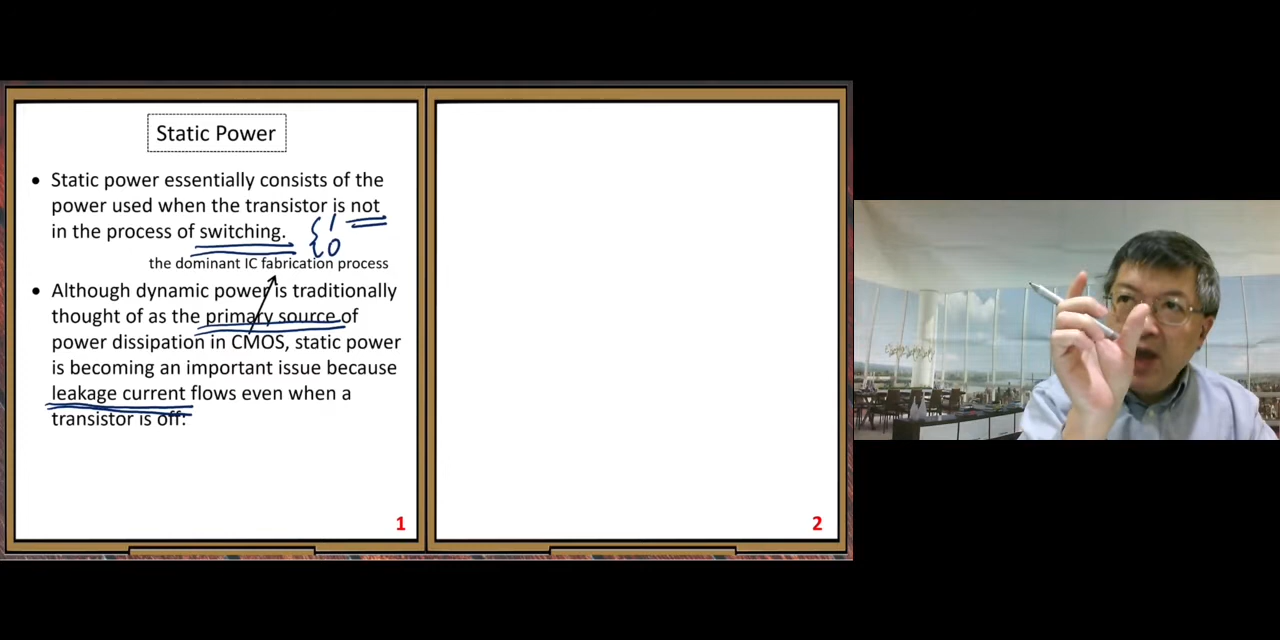 Static Power
• Static power essentially consists of the
power used when the transistor is not
in the process of switching.
1
0
the dominant IC fabrication process
• Although dynamic power is traditionally
thought of as the primary source of
power dissipation in CMOS, static power
is becoming an important issue because
leakage current flows even when a
transistor is off.
1
2